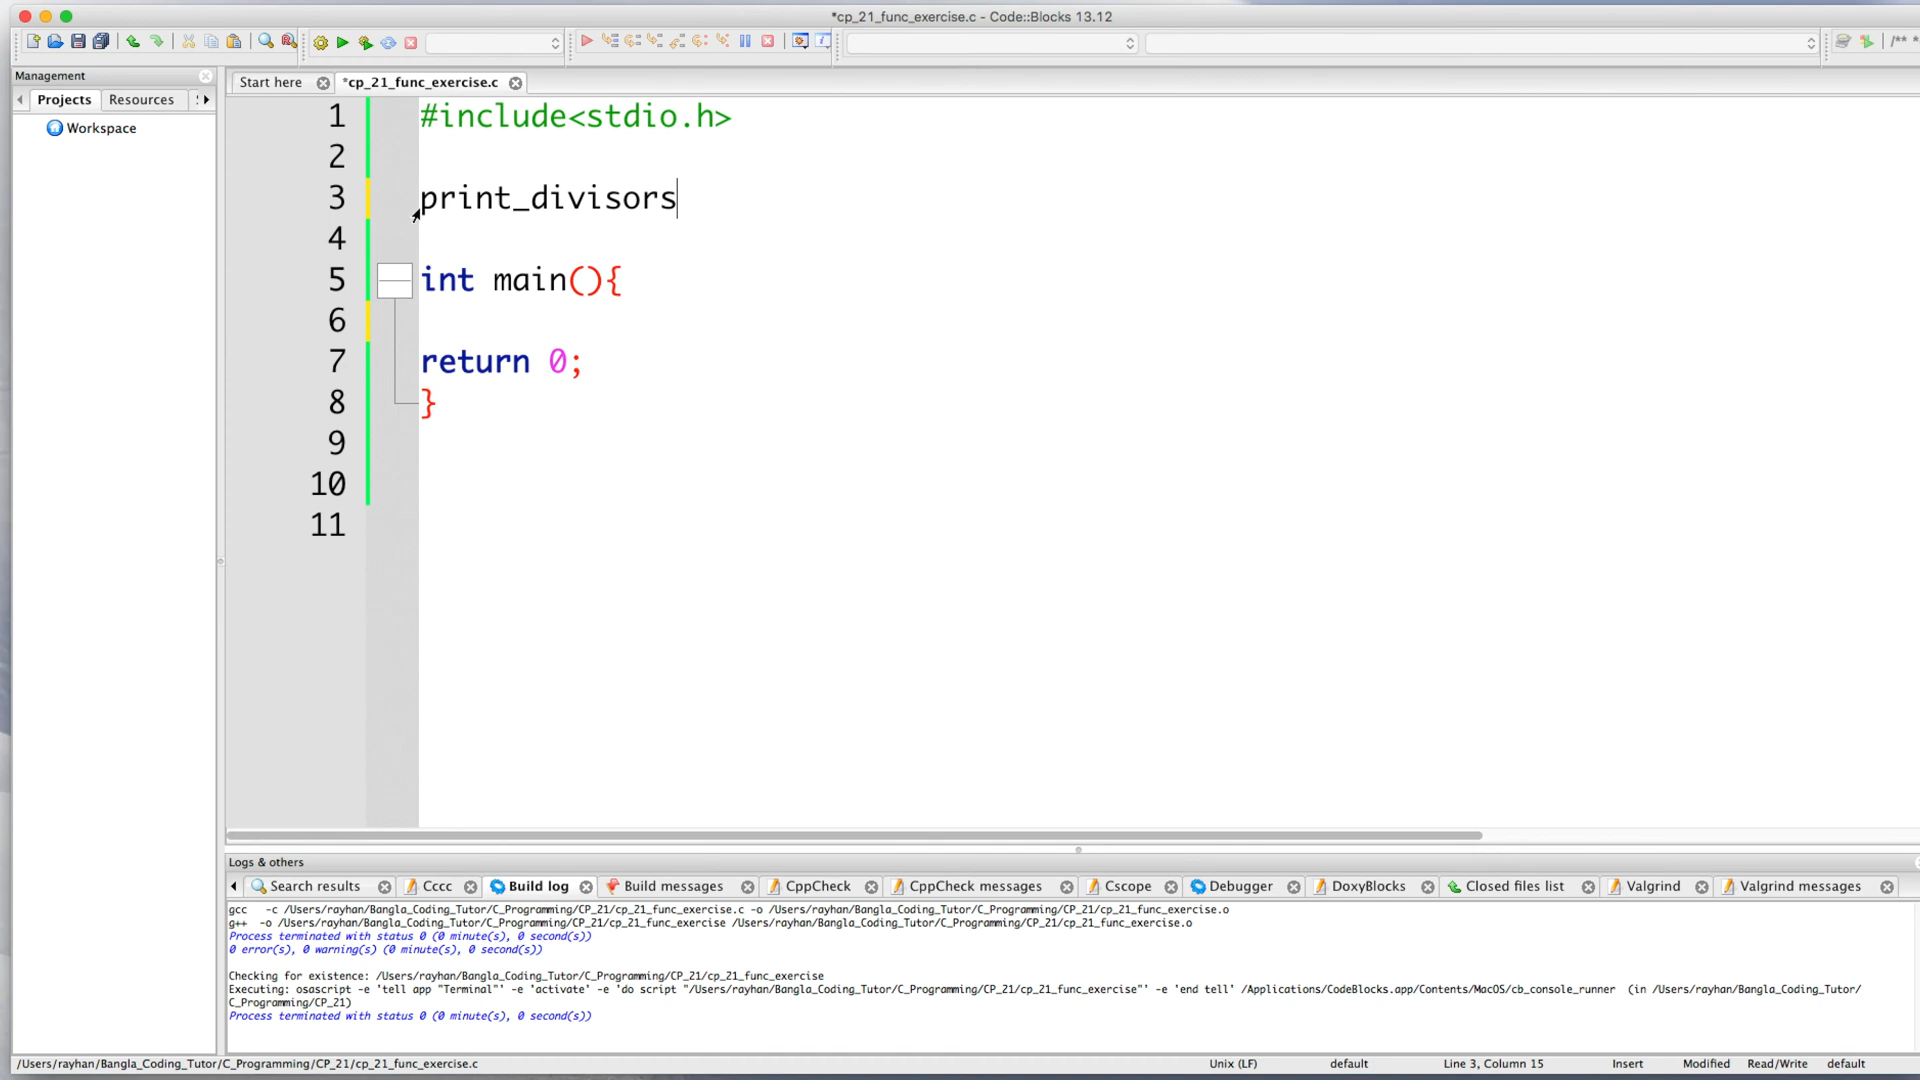 *cp_21_func_exercise.c - Code::Blocks 13.12
/** *
Management
Start here
*cp_21_func_exercise.c
Projects
Resources
Workspace
1 #include<stdio.h>
2
3 print_divisors
4
5 int main(){
6
7 return 0;
8 }
9
10
11
Logs & others
Search results
Cccc
Build log
Build messages
CppCheck
CppCheck messages
Cscope
Debugger
DoxyBlocks
Closed files list
Valgrind
Valgrind messages
gcc -c /Users/rayhan/Bangla_Coding_Tutor/C_Programming/CP_21/cp_21_func_exercise.c -o /Users/rayhan/Bangla_Coding_Tutor/C_Programming/CP_21/cp_21_func_exercise.o
g++ -o /Users/rayhan/Bangla_Coding_Tutor/C_Programming/CP_21/cp_21_func_exercise /Users/rayhan/Bangla_Coding_Tutor/C_Programming/CP_21/cp_21_func_exercise.o
Process terminated with status 0 (0 minute(s), 0 second(s))
0 error(s), 0 warning(s) (0 minute(s), 0 second(s))
Checking for existence: /Users/rayhan/Bangla_Coding_Tutor/C_Programming/CP_21/cp_21_func_exercise
Executing: osascript -e 'tell app "Terminal"' -e 'activate' -e 'do script "/Users/rayhan/Bangla_Coding_Tutor/C_Programming/CP_21/cp_21_func_exercise"' -e 'end tell' /Applications/CodeBlocks.app/Contents/MacOS/cb_console_runner (in /Users/rayhan/Bangla_Coding_Tutor/
C_Programming/CP_21)
Process terminated with status 0 (0 minute(s), 0 second(s))
/Users/rayhan/Bangla_Coding_Tutor/C_Programming/CP_21/cp_21_func_exercise.c
Unix (LF)
default
Line 3, Column 15
Insert
Modified
Read/Write
default